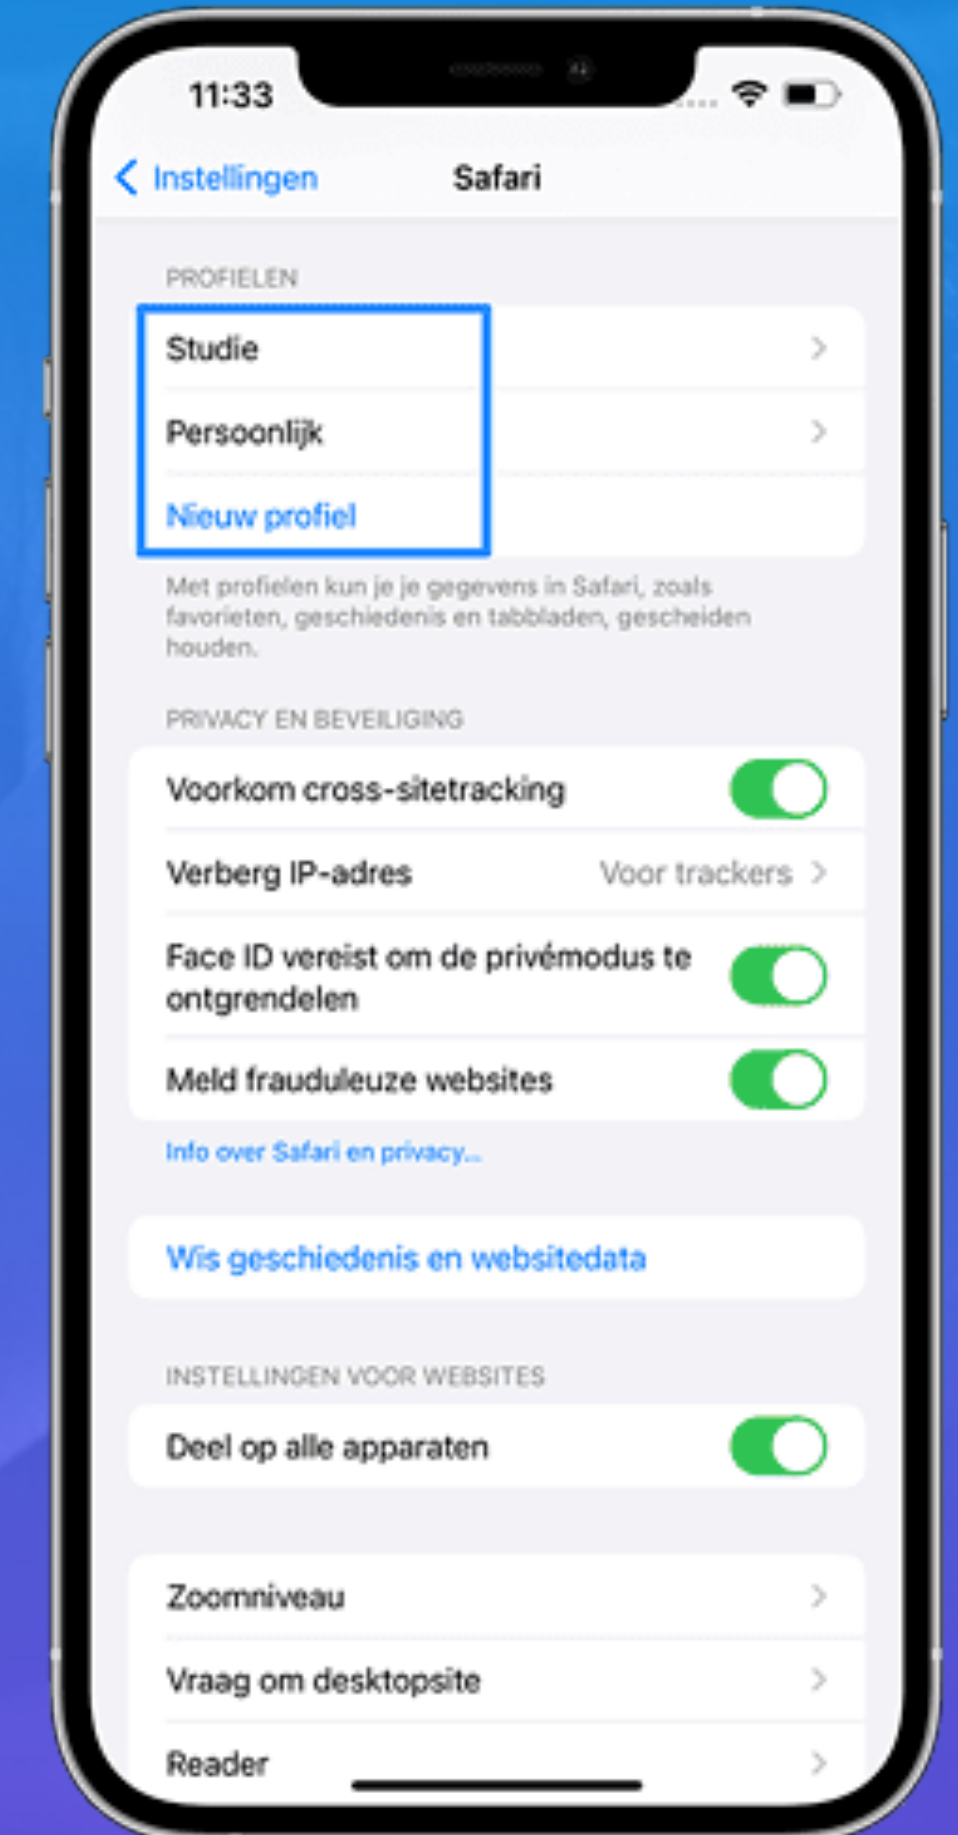 11:33
Instellingen Safari
PROFIELEN
Studie
Persoonlijk
Nieuw profiel
Met profielen kun je je gegevens in Safari, zoals
favorieten, geschiedenis en tabbladen, gescheiden
houden.
PRIVACY EN BEVEILIGING
Voorkom cross-sitetracking
Verberg IP-adres Voor trackers
Face ID vereist om de privémodus te
ontgrendelen
Meld frauduleuze websites
Info over Safari en privacy...
Wis geschiedenis en websitedata
INSTELLINGEN VOOR WEBSITES
Deel op alle apparaten
Zoomniveau
Vraag om desktopsite
Reader